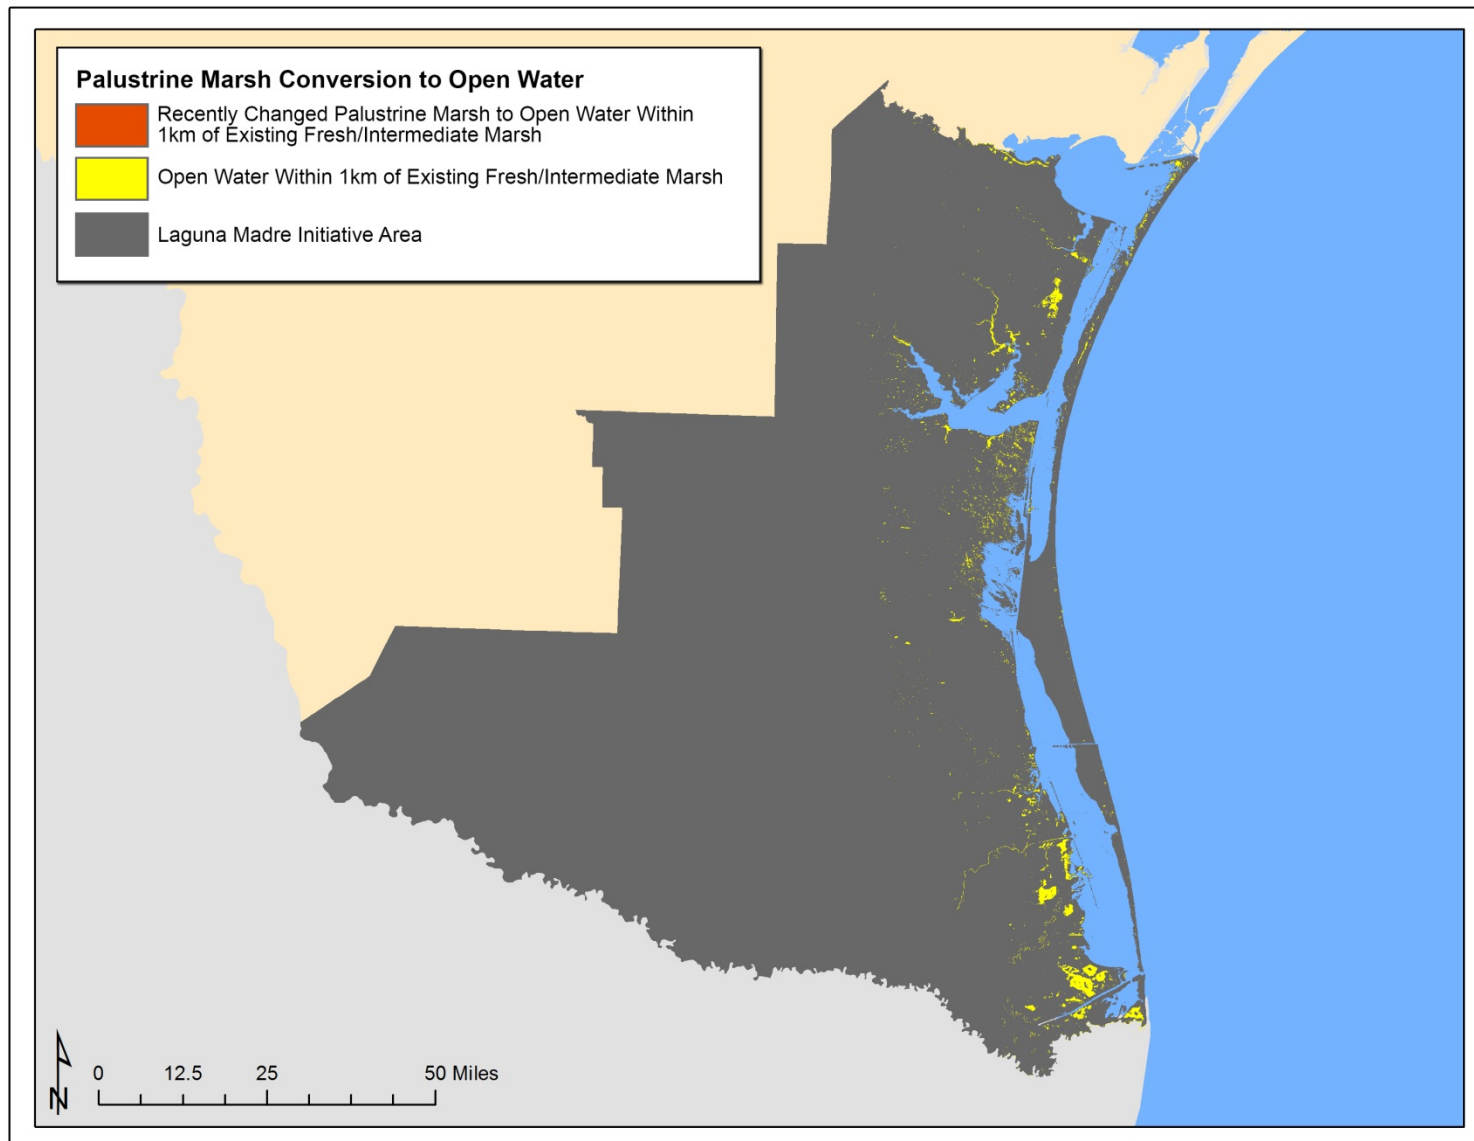 Palustrine Marsh Conversion to Open Water
Recently Changed Palustrine Marsh to Open Water Within
1km of Existing Fresh/Intermediate Marsh
Open Water Within 1km of Existing Fresh/Intermediate Marsh
Laguna Madre Initiative Area
N
0 12.5 25 50 Miles